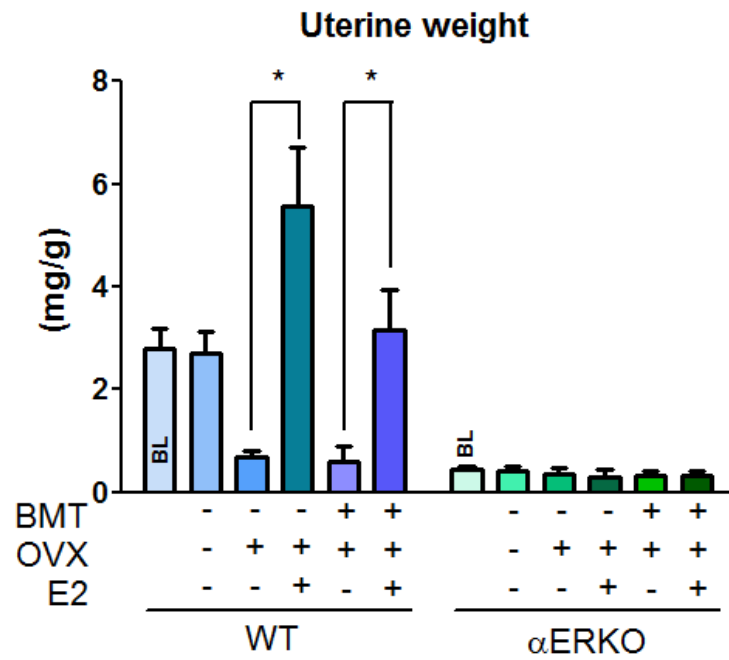 Uterine weight
* *
8
6
4
2
0
(mg/g)
BL BL
BMT - - - + + - - - + +
OVX - + + + + - + + + +
E2 - - + - + - - + - +
WT αERKO